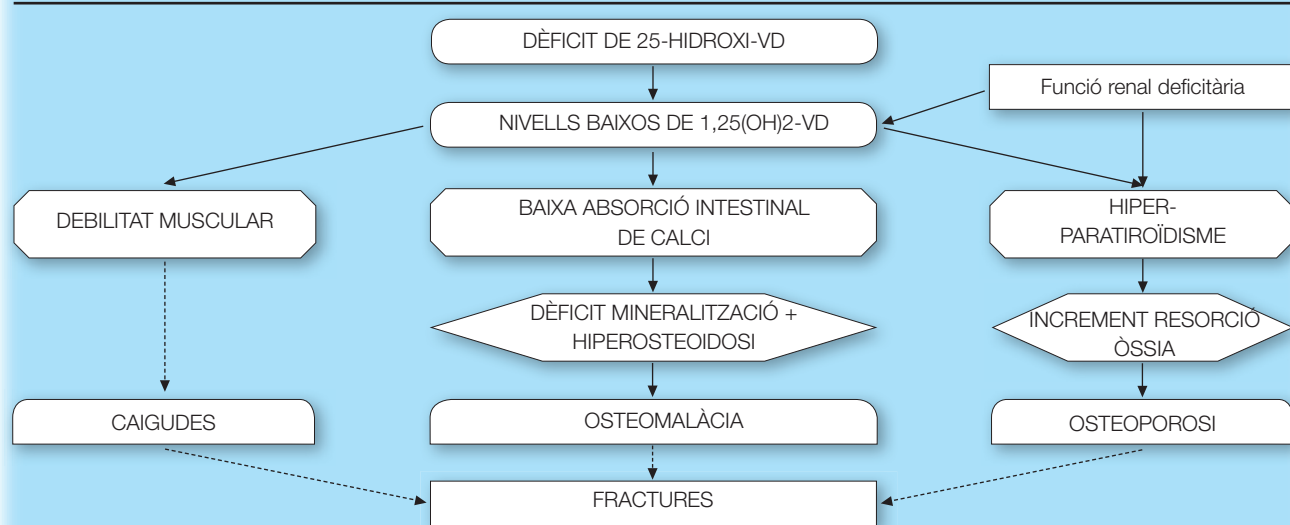 DÈFICIT DE 25-HIDROXI-VD
Funció renal deficitària
NIVELLS BAIXOS DE 1,25(OH)2-VD
DEBILITAT MUSCULAR
BAIXA ABSORCIÓ INTESTINAL
DE CALCI
HIPER-
PARATIROÏDISME
DÈFICIT MINERALITZACIÓ +
HIPEROSTEOIDOSI
INCREMENT RESORCIÓ
ÒSSIA
CAIGUDES
OSTEOMALÀCIA
OSTEOPOROSI
FRACTURES